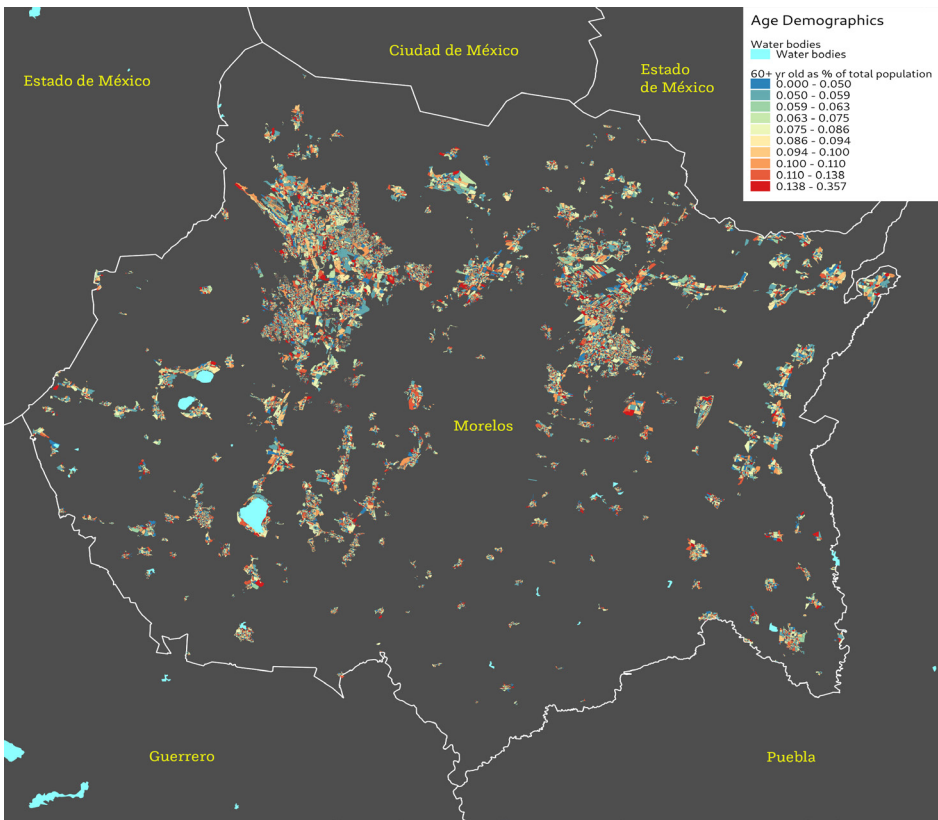 Age Demographics
Water bodies
Water bodies
60+ yr old as % of total population
0.000 - 0.050
0.050 - 0.059
0.059 - 0.063
0.063 - 0.075
0.075 - 0.086
0.086 - 0.094
0.094 - 0.100
0.100 - 0.110
0.110 - 0.138
0.138 - 0.357
Ciudad de México
Estado de México
Estado
de México
Morelos
Guerrero
Puebla